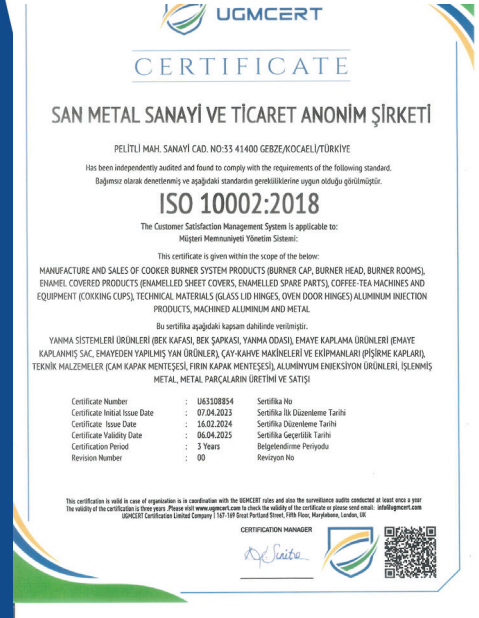 UGMCERT
CERTIFICATE
SAN METAL SANAYİ VE TİCARET ANONİM ŞİRKETİ
PELİTLİ MAH. SANAYİ CAD. NO:33 41400 GEBZE/KOCAELİ/TÜRKİYE
Has been independently audited and found to comply with the requirements of the following standard.
Bağımsız olarak denetlenmiş ve aşağıdaki standardın gerekliliklerine uygun olduğu görülmüştür.
ISO 10002:2018
The Customer Satisfaction Management System is applicable to:
Müşteri Memnuniyeti Yönetim Sistemi:
This certificate is given within the scope of the below:
MANUFACTURE AND SALES OF COOKER BURNER SYSTEM PRODUCTS (BURNER CAP, BURNER HEAD, BURNER ROOMS),
ENAMEL COVERED PRODUCTS (ENAMELLED SHEET COVERS, ENAMELLED SPARE PARTS), COFFEE-TEA MACHINES AND
EQUIPMENT (COKKING CUPS), TECHNICAL MATERIALS (GLASS LID HINGES, OVEN DOOR HINGES) ALUMINUM INJECTION
PRODUCTS, MACHINED ALUMINUM AND METAL
Bu sertifika aşağıdaki kapsam dahilinde verilmiştir.
YANMA SİSTEMLERİ ÜRÜNLERİ (BEK KAFASI, BEK ŞAPKASI, YANMA ODASI), EMAYE KAPLAMA ÜRÜNLERİ (EMAYE
KAPLANMIŞ SAC, EMAYEDEN YAPILMIŞ YAN ÜRÜNLER), ÇAY-KAHVE MAKİNELERİ VE EKİPMANLARI (PİŞİRME KAPLARI),
TEKNİK MALZEMELER (CAM KAPAK MENTEŞESİ, FIRIN KAPAK MENTEŞESİ), ALUMİNYUM ENJEKSİYON ÜRÜNLERİ, İŞLENMİŞ
METAL, METAL PARÇALARIN ÜRETİMİ VE SATIŞI
Certificate Number : U63108854 Sertifika No
Certificate Initial Issue Date : 07.04.2023 Sertifika İlk Düzenleme Tarihi
Certificate Issue Date : 16.02.2024 Sertifika Düzenleme Tarihi
Certificate Validity Date : 06.04.2025 Sertifika Geçerlilik Tarihi
Certification Period : 3 Years Belgelendirme Periyodu
Revision Number : 00 Revizyon No
This certification is valid in case of organization is in coordination with the UGMCERT rules and also the surveillance audits conducted at least once a year
The validity of the certification is three years .Please visit www.ugmcert.com to check the validity of the certificate or please send email: info@ugmcert.com
UGMCERT Certification Limited Company | 167-169 Great Portland Street, Fifth Floor, Marylebone, London, UK
CERTIFICATION MANAGER